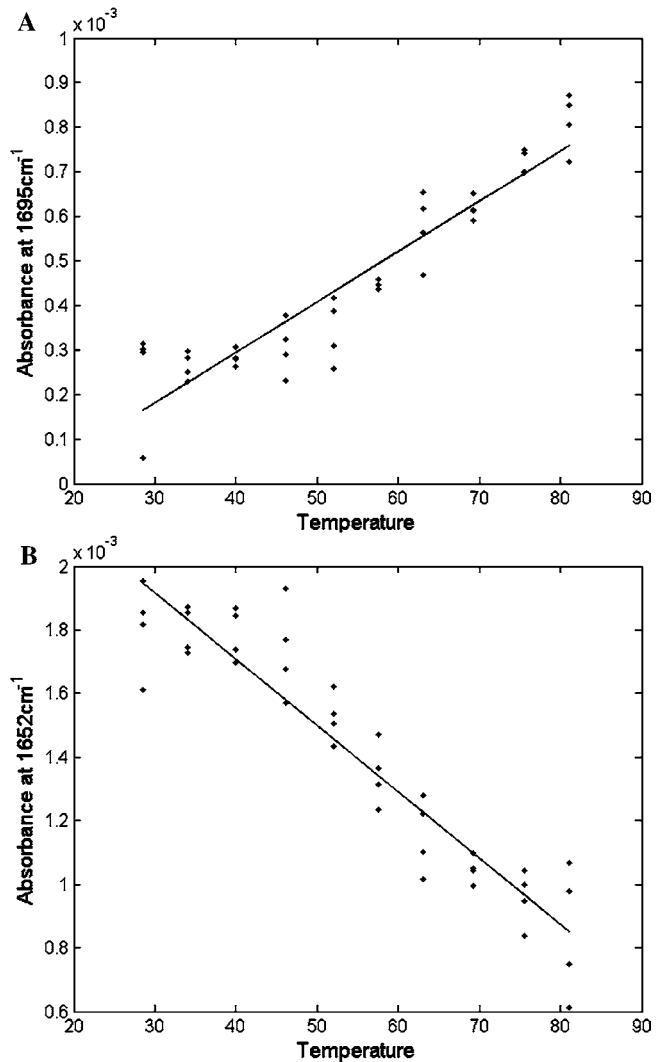 A
x 10⁻³
1
0.9
0.8
0.7
0.6
0.5
0.4
0.3
0.2
0.1
0
Absorbance at 1695cm⁻¹
20 30 40 50 60 70 80 90
Temperature
B
x 10⁻³
2
1.8
1.6
1.4
1.2
1
0.8
0.6
Absorbance at 1652cm⁻¹
20 30 40 50 60 70 80 90
Temperature